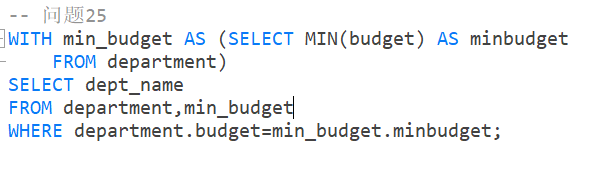 -- 问题25
WITH min_budget AS (SELECT MIN(budget) AS minbudget
FROM department)
SELECT dept_name
FROM department,min_budget
WHERE department.budget=min_budget.minbudget;